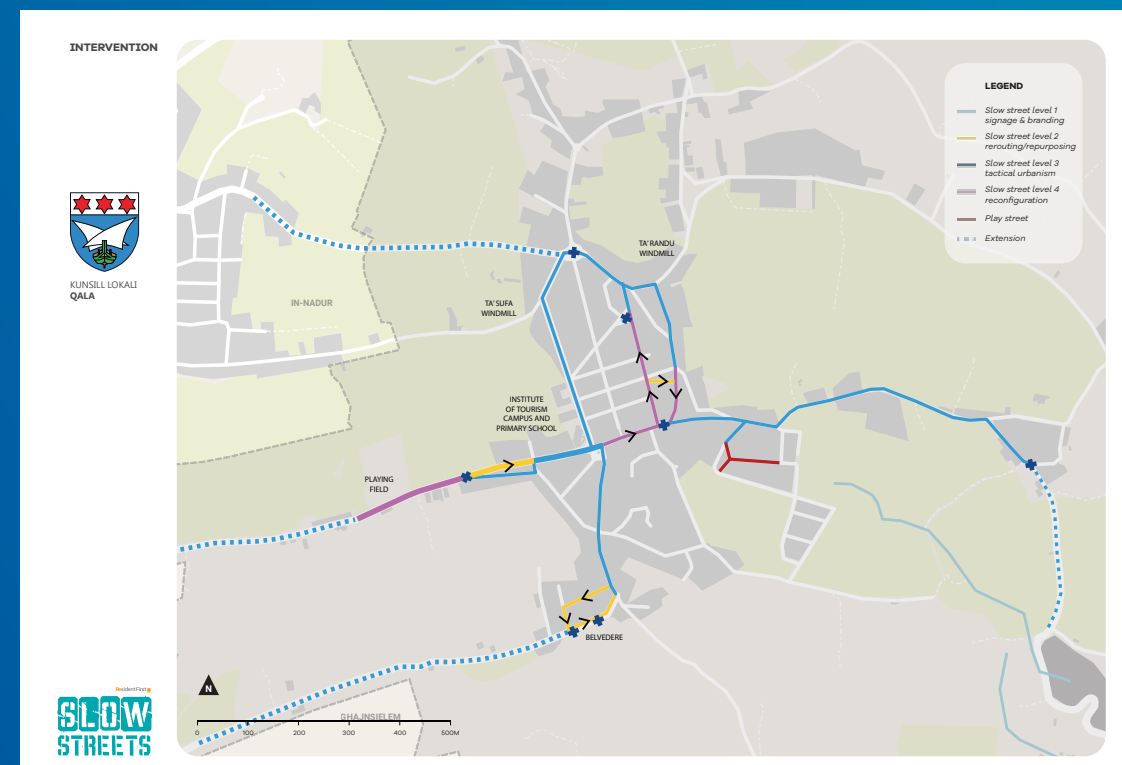 INTERVENTION
LEGEND
Slow street level 1
signage & branding
Slow street level 2
rerouting/repurposing
Slow street level 3
tactical urbanism
Slow street level 4
reconfiguration
Play street
Extension
KUNSILL LOKALI
QALA
IN-NADUR
TA' RANDU
WINDMILL
TA' SUFA
WINDMILL
INSTITUTE
OF TOURISM
CAMPUS AND
PRIMARY SCHOOL
PLAYING
FIELD
BELVEDERE
GHAJNSIELEM
N
0 100 200 300 400 500M
ResidentFirst
SLOW
STREETS